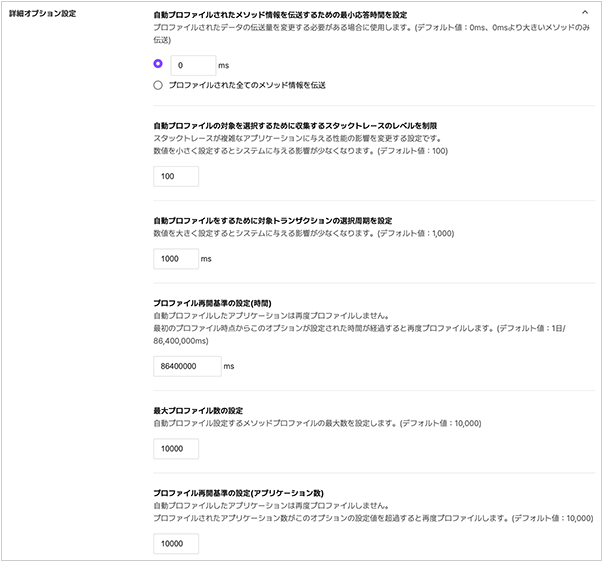 詳細オプション設定
自動プロファイルされたメソッド情報を伝送するための最小応答時間を設定
プロファイルされたデータの伝送量を変更する必要がある場合に使用します。(デフォルト値：0ms、0msより大きいメソッドのみ
伝送)
0 ms
プロファイルされた全てのメソッド情報を伝送
自動プロファイルの対象を選択するために収集するスタックトレースのレベルを制限
スタックトレースが複雑なアプリケーションに与える性能の影響を変更する設定です。
数値を小さく設定するとシステムに与える影響が少なくなります。(デフォルト値：100)
100
自動プロファイルをするために対象トランザクションの選択周期を設定
数値を大きく設定するとシステムに与える影響が少なくなります。(デフォルト値：1,000)
1000 ms
プロファイル再開基準の設定(時間)
自動プロファイルしたアプリケーションは再度プロファイルしません。
最初のプロファイル時点からこのオプションが設定された時間が経過すると再度プロファイルします。(デフォルト値：1日/
86,400,000ms)
86400000 ms
最大プロファイル数の設定
自動プロファイル設定するメソッドプロファイルの最大数を設定します。(デフォルト値：10,000)
10000
プロファイル再開基準の設定(アプリケーション数)
自動プロファイルしたアプリケーションは再度プロファイルしません。
プロファイルされたアプリケーション数がこのオプションの設定値を超過すると再度プロファイルします。(デフォルト値：10,000)
10000